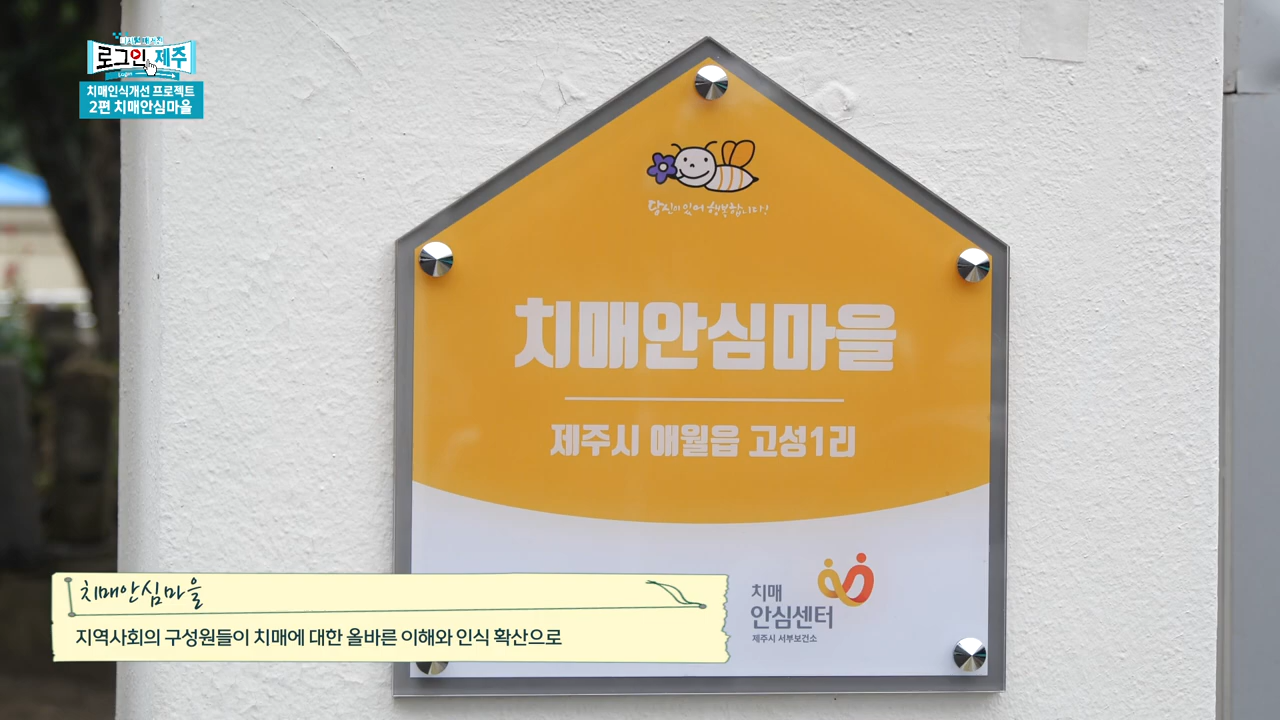 로그인 제주
Login
치매인식개선 프로젝트
2편 치매안심마을
당신이 있어 행복합니다!
치매안심마을
제주시 애월읍 고성1리
치매
안심센터
제주시 서부보건소
치매안심마을
지역사회의 구성원들이 치매에 대한 올바른 이해와 인식 확산으로